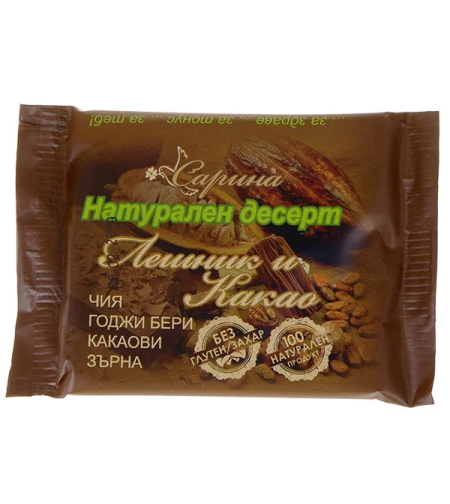 ... за здраве ... за тонус ... за теб!
Сарина
Натурален десерт
Лешник и
Какао
ЧИЯ
ГОДЖИ БЕРИ
КАКАОВИ
ЗЪРНА
БЕЗ
ГЛУТЕН/ЗАХАР
100%
НАТУРАЛЕН
ПРОДУКТ